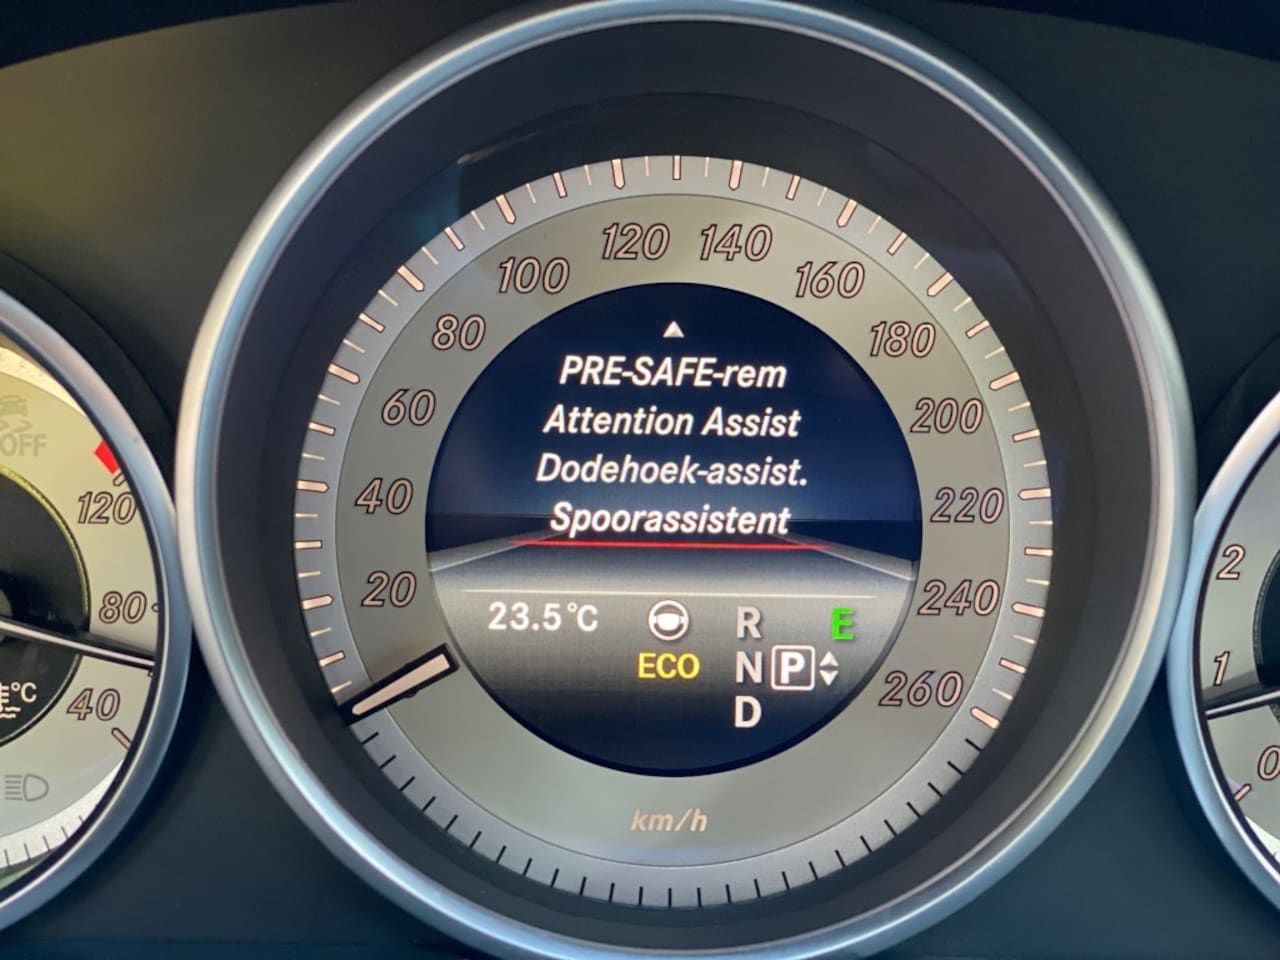 120
140
100
160
80
180
60
200
40
220
20
240
260
PRE-SAFE-rem
Attention Assist
Dodehoek-assist.
Spoorassistent
23.5°C
ECO
R
N P
D
E
km/h
OFF
120
80
°C
40
2
1
0